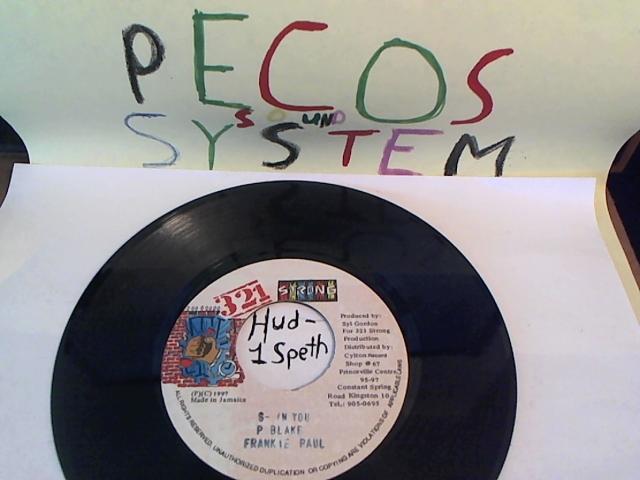 PECOS
SOUND
SYSTEM
321 STRONG
Hud-
1 Speth
Produced by:
Syl Gordon
For 321 Strong
Production
Distributed by:
Cylton Record
Shop # 67
Princeville Centre
95-97
Constant Spring
Road Kingston 10
Tel.: 905-0695
(P)(C) 1997
Made in Jamaica
S- IN YOU
P BLAKE
FRANKIE PAUL
ALL RIGHTS RESERVED. UNAUTHORIZED DUPLICATION OR COPYING ARE VIOLATIONS OF APPLICABLE LAWS